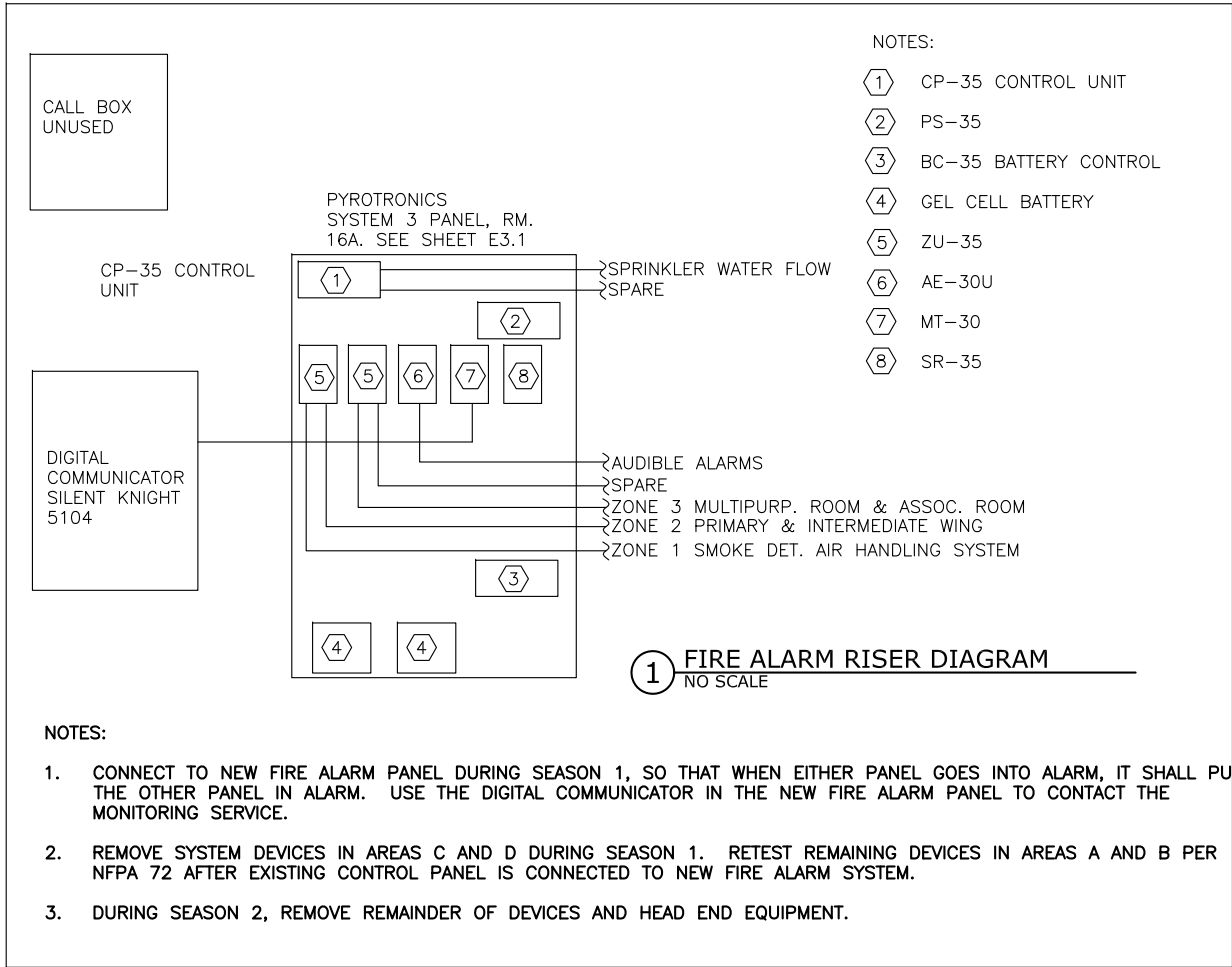 CALL BOX
UNUSED
NOTES:
1 CP-35 CONTROL UNIT
2 PS-35
3 BC-35 BATTERY CONTROL
4 GEL CELL BATTERY
5 ZU-35
6 AE-30U
7 MT-30
8 SR-35
PYROTRONICS
SYSTEM 3 PANEL, RM.
16A. SEE SHEET E3.1
CP-35 CONTROL
UNIT
1
SPRINKLER WATER FLOW
SPARE
2
5 5 6 7 8
DIGITAL
COMMUNICATOR
SILENT KNIGHT
5104
AUDIBLE ALARMS
SPARE
ZONE 3 MULTIPURP. ROOM & ASSOC. ROOM
ZONE 2 PRIMARY & INTERMEDIATE WING
ZONE 1 SMOKE DET. AIR HANDLING SYSTEM
3
4 4
1 FIRE ALARM RISER DIAGRAM
NO SCALE
NOTES:
1. CONNECT TO NEW FIRE ALARM PANEL DURING SEASON 1, SO THAT WHEN EITHER PANEL GOES INTO ALARM, IT SHALL PU
THE OTHER PANEL IN ALARM. USE THE DIGITAL COMMUNICATOR IN THE NEW FIRE ALARM PANEL TO CONTACT THE
MONITORING SERVICE.
2. REMOVE SYSTEM DEVICES IN AREAS C AND D DURING SEASON 1. RETEST REMAINING DEVICES IN AREAS A AND B PER
NFPA 72 AFTER EXISTING CONTROL PANEL IS CONNECTED TO NEW FIRE ALARM SYSTEM.
3. DURING SEASON 2, REMOVE REMAINDER OF DEVICES AND HEAD END EQUIPMENT.